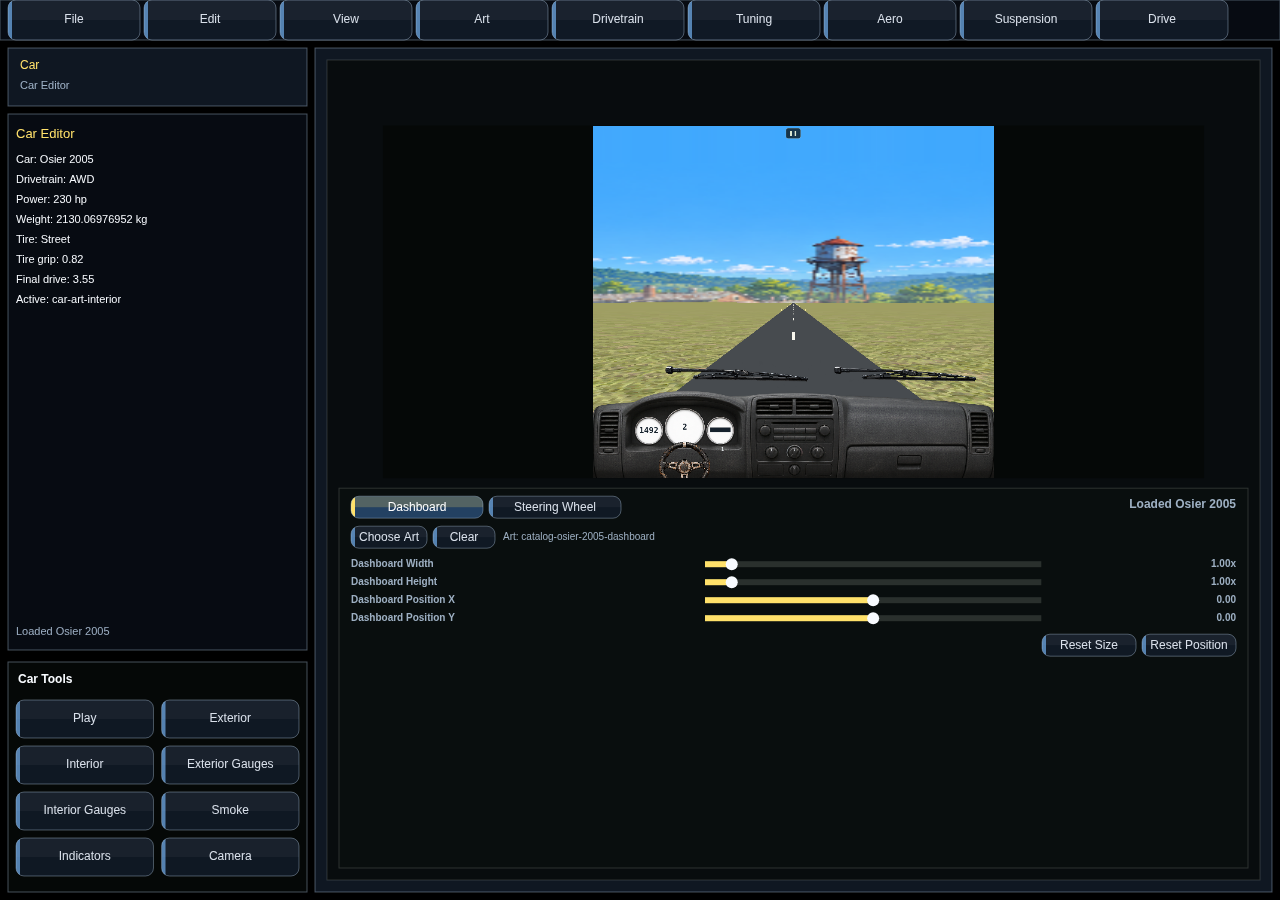 File Edit View Art Drivetrain Tuning Aero Suspension Drive
Car
Car Editor
Car Editor
Car: Osier 2005
Drivetrain: AWD
Power: 230 hp
Weight: 2130.06976952 kg
Tire: Street
Tire grip: 0.82
Final drive: 3.55
Active: car-art-interior
Loaded Osier 2005
Car Tools
Play Exterior
Interior Exterior Gauges
Interior Gauges Smoke
Indicators Camera
1492 2
1
Dashboard Steering Wheel Loaded Osier 2005
Choose Art Clear Art: catalog-osier-2005-dashboard
Dashboard Width 1.00x
Dashboard Height 1.00x
Dashboard Position X 0.00
Dashboard Position Y 0.00
Reset Size Reset Position